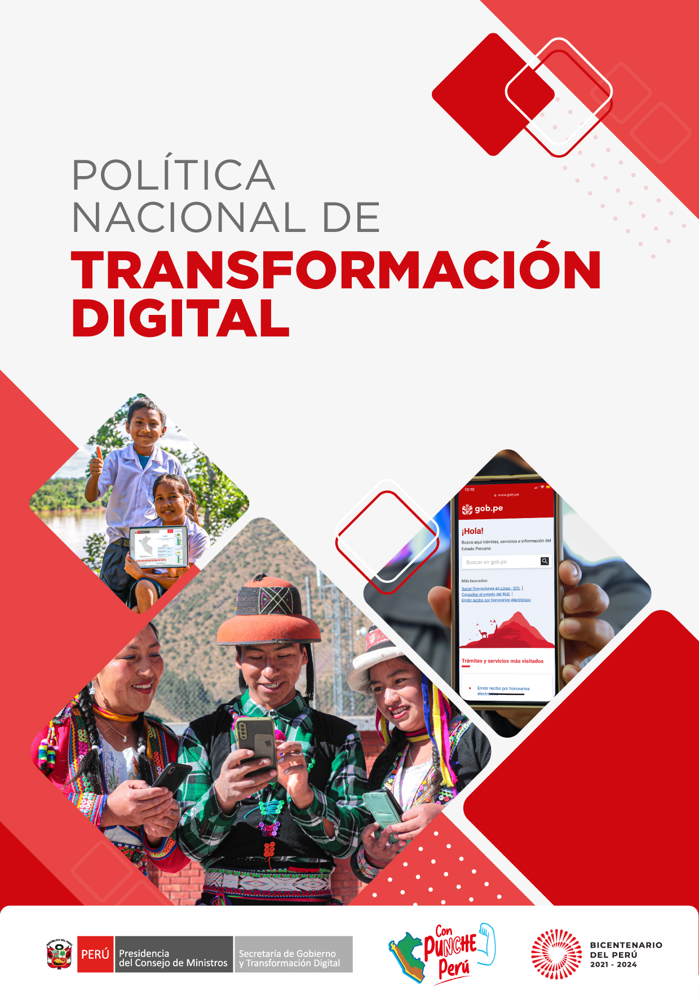 POLÍTICA
NACIONAL DE
TRANSFORMACIÓN
DIGITAL
13:10
www.gob.pe
gob.pe
¡Hola!
Busca aquí trámites, servicios e información del
Estado Peruano
Buscar en gob.pe
Más buscados:
Sunat Operaciones en Línea - SOL |
Consultar el estado del RUC |
Emitir recibo por honorarios electrónico
Trámites y servicios más visitados
Emitir recibo por honorarios
REPÚBLICA DEL PERÚ
PERÚ
Presidencia
del Consejo de Ministros
Secretaría de Gobierno
y Transformación Digital
Con
PUNCHE
Perú
BICENTENARIO
DEL PERÚ
2021 - 2024